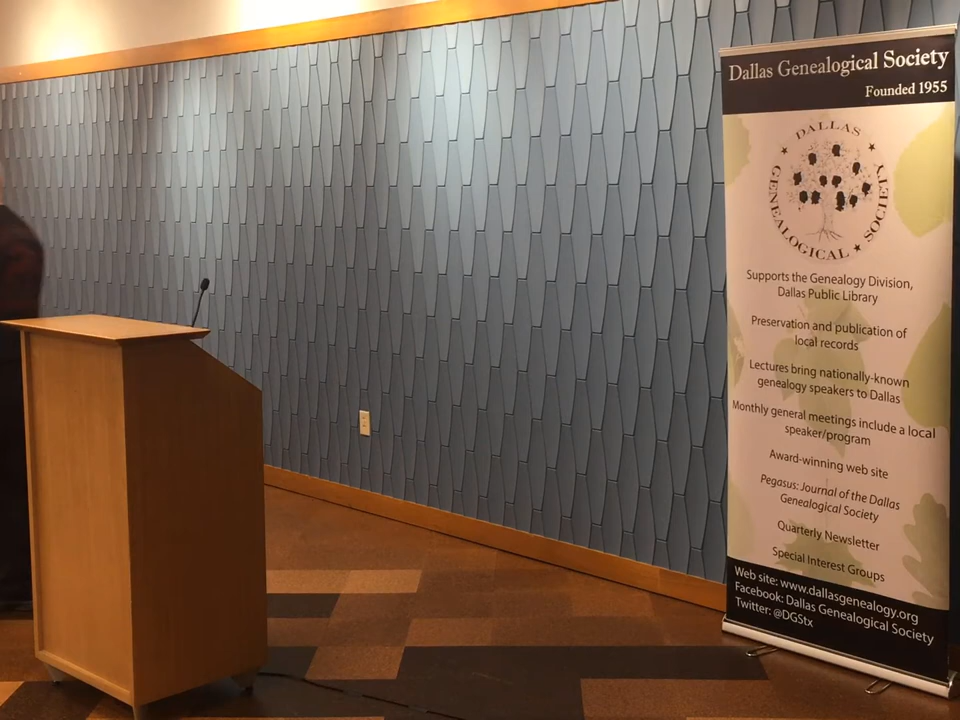 Dallas Genealogical Society
Founded 1955
DALLAS
GENEALOGICAL SOCIETY
Supports the Genealogy Division,
Dallas Public Library
Preservation and publication of
local records
Lectures bring nationally-known
genealogy speakers to Dallas
Monthly general meetings include a local
speaker/program
Award-winning web site
Pegasus: Journal of the Dallas
Genealogical Society
Quarterly Newsletter
Special Interest Groups
Web site: www.dallasgenealogy.org
Facebook: Dallas Genealogical Society
Twitter: @DGStx